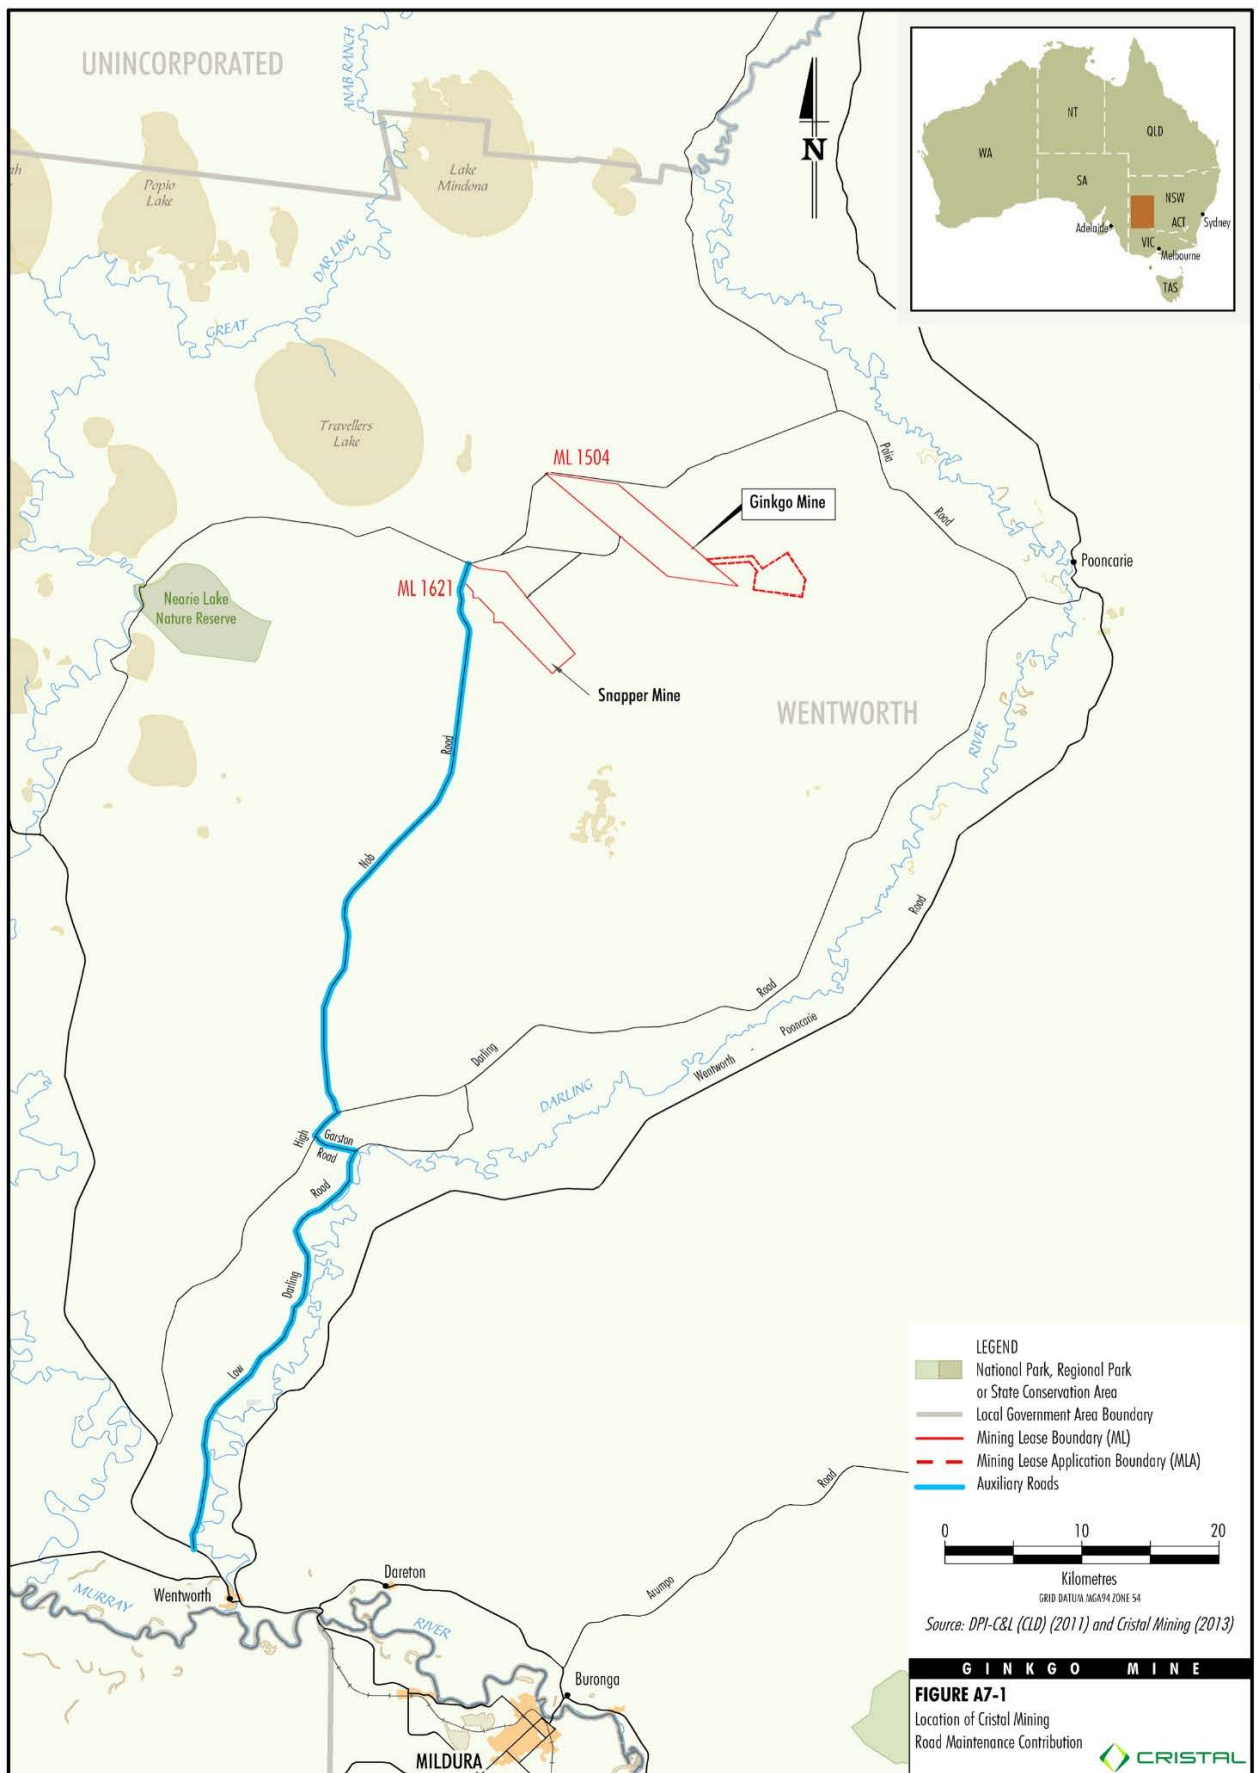 UNINCORPORATED
ANAB RANCH
DARLING
GREAT
ah
Popio
Lake
Lake
Mindona
Travellers
Lake
N
WA
NT
QLD
SA
NSW
ACT
VIC
TAS
Adelaide
Sydney
Melbourne
ML 1504
Ginkgo Mine
Polia
Road
Pooncarie
ML 1621
Nearie Lake
Nature Reserve
Snapper Mine
WENTWORTH
RIVER
Road
Nob
Road
Road
Darling
Pooncarie
-
Wentworth
DARLING
High
Garston
Road
Road
Darling
Low
Road
Arumpo
Dareton
Wentworth
MURRAY
RIVER
Buronga
MILDURA
LEGEND
National Park, Regional Park
or State Conservation Area
Local Government Area Boundary
Mining Lease Boundary (ML)
Mining Lease Application Boundary (MLA)
Auxiliary Roads
0 10 20
Kilometres
GRID DATUM MGA94 ZONE 54
Source: DPI-C&L (CLD) (2011) and Cristal Mining (2013)
GINKGO MINE
FIGURE A7-1
Location of Cristal Mining
Road Maintenance Contribution
CRISTAL